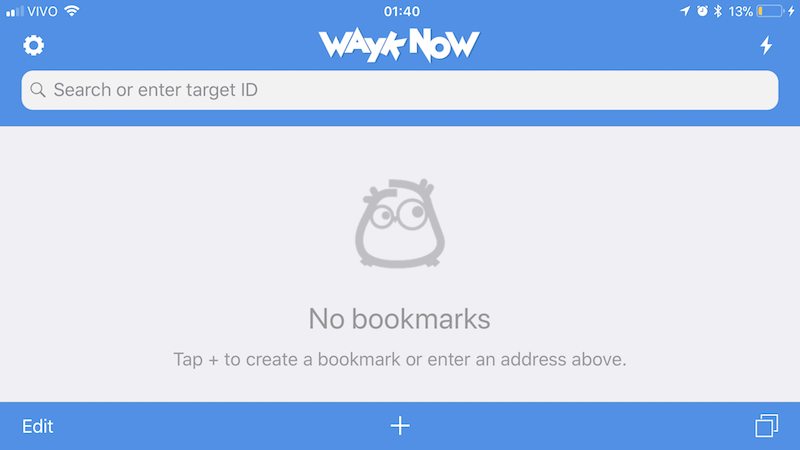 VIVO 01:40 13%
WAYK NOW
Search or enter target ID
No bookmarks
Tap + to create a bookmark or enter an address above.
Edit +